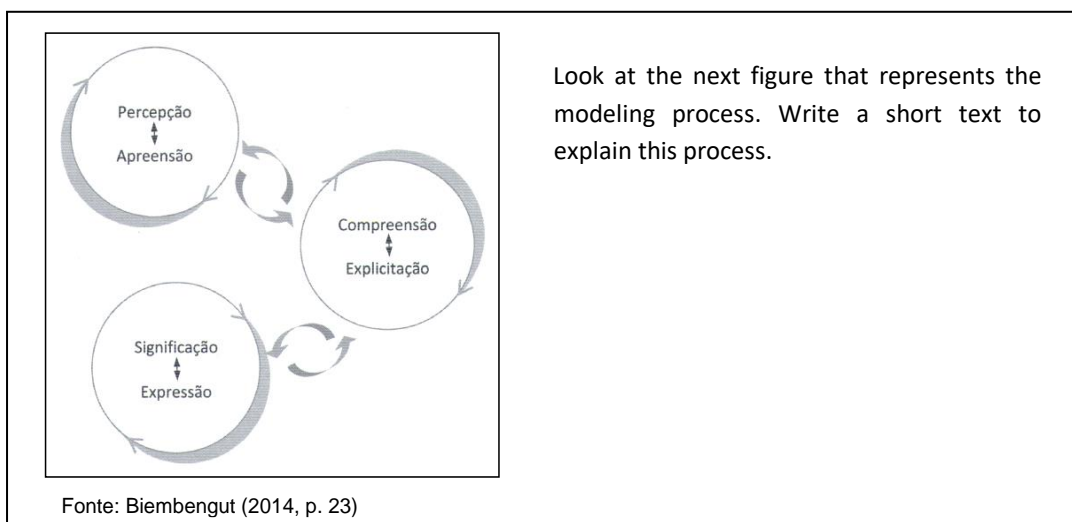 Percepção
Apreensão
Compreensão
Explicitação
Significação
Expressão
Fonte: Biembengut (2014, p. 23)
Look at the next figure that represents the
modeling process. Write a short text to
explain this process.